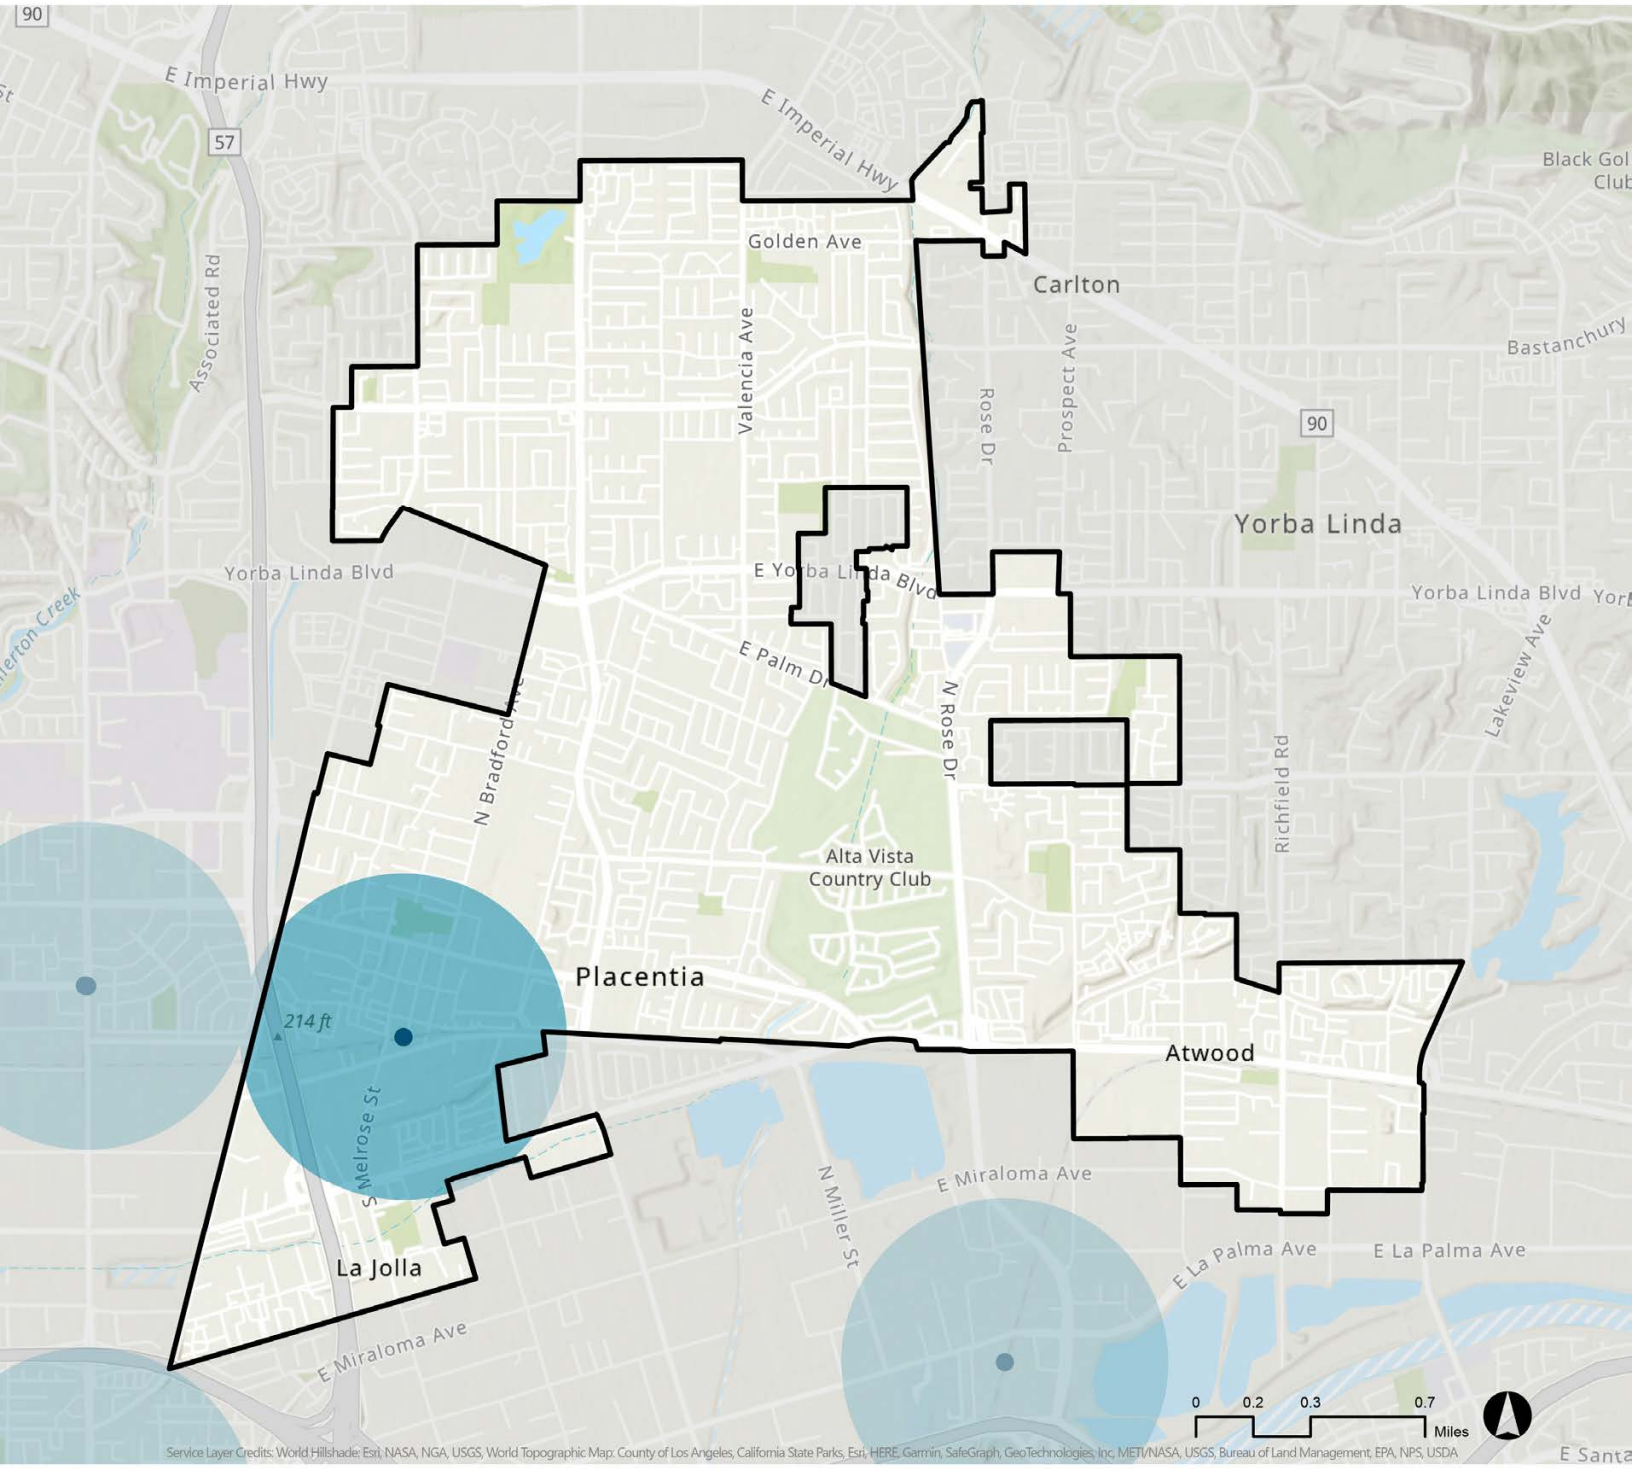 90
E Imperial Hwy
St
57
E Imperial Hwy
Black Gol
Club
Golden Ave
Carlton
Associated Rd
Valencia Ave
Prospect Ave
Bastanchury
Rose Dr
90
Yorba Linda
Yorba Linda Blvd
E Yorba Linda Blvd
Yorba Linda Blvd
Yorb
llerton Creek
E Palm Dr
Lakeview Ave
N Rose Dr
N Bradford Ave
Richfield Rd
Alta Vista
Country Club
Placentia
214 ft
Atwood
S Melrose St
E Miraloma Ave
N Miller St
E La Palma Ave
E La Palma Ave
La Jolla
E Miraloma Ave
0 0.2 0.3 0.7
Miles
Service Layer Credits: World Hillshade: Esri, NASA, NGA, USGS, World Topographic Map: County of Los Angeles, California State Parks, Esri, HERE, Garmin, SafeGraph, GeoTechnologies, Inc, METI/NASA, USGS, Bureau of Land Management, EPA, NPS, USDA
E Santa